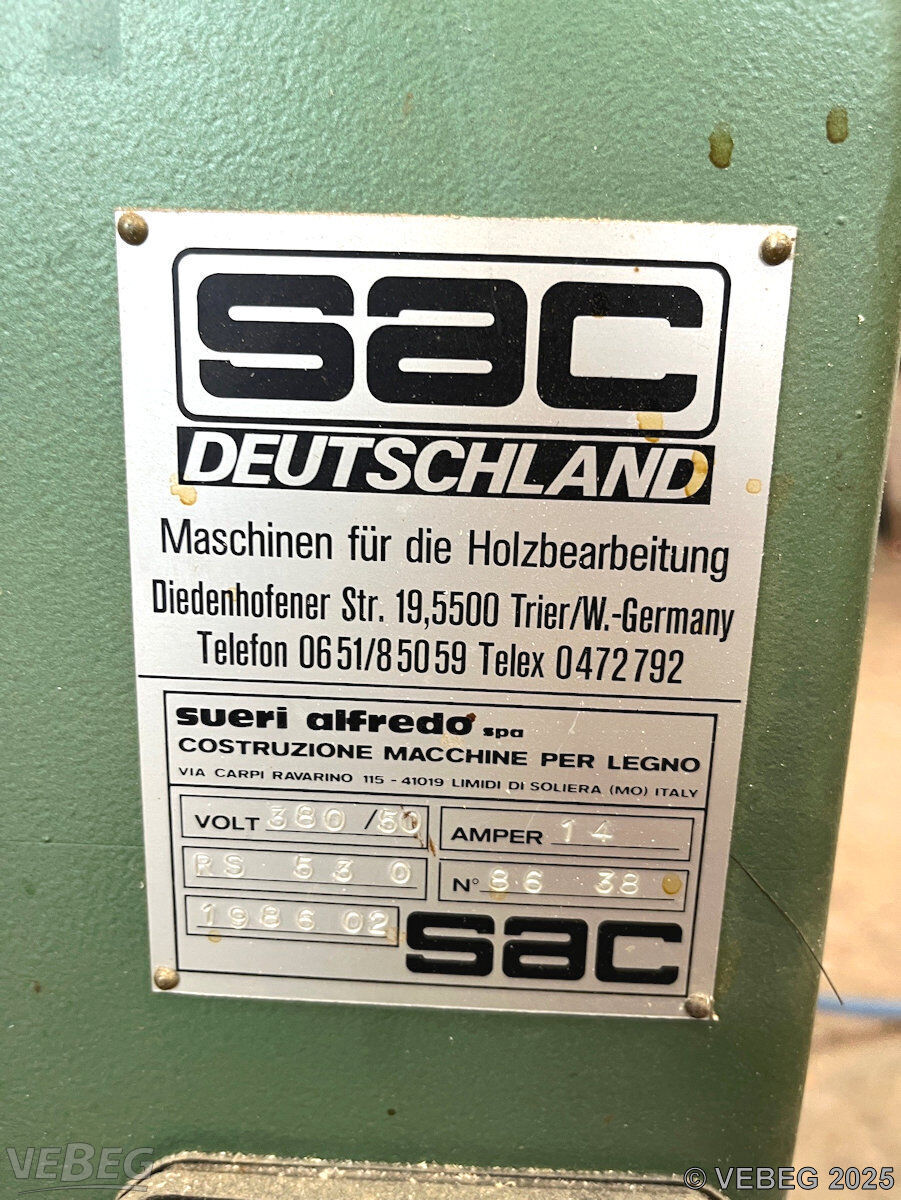 sac
DEUTSCHLAND
Maschinen für die Holzbearbeitung
Diedenhofener Str. 19,5500 Trier/W.-Germany
Telefon 0651/85059 Telex 0472792
sueri alfredo spa
COSTRUZIONE MACCHINE PER LEGNO
VIA CARPI RAVARINO 115 - 41019 LIMIDI DI SOLIERA (MO) ITALY
VOLT 380 /50 AMPER 14
RS 530 N° 86 38
1986 02 sac
VEBEG © VEBEG 2025